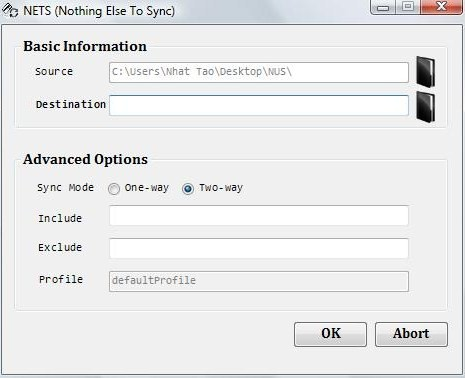 NETS (Nothing Else To Sync)
Basic Information
Source C:\Users\Nhat Tao\Desktop\NUS\
Destination
Advanced Options
Sync Mode One-way Two-way
Include
Exclude
Profile defaultProfile
OK Abort